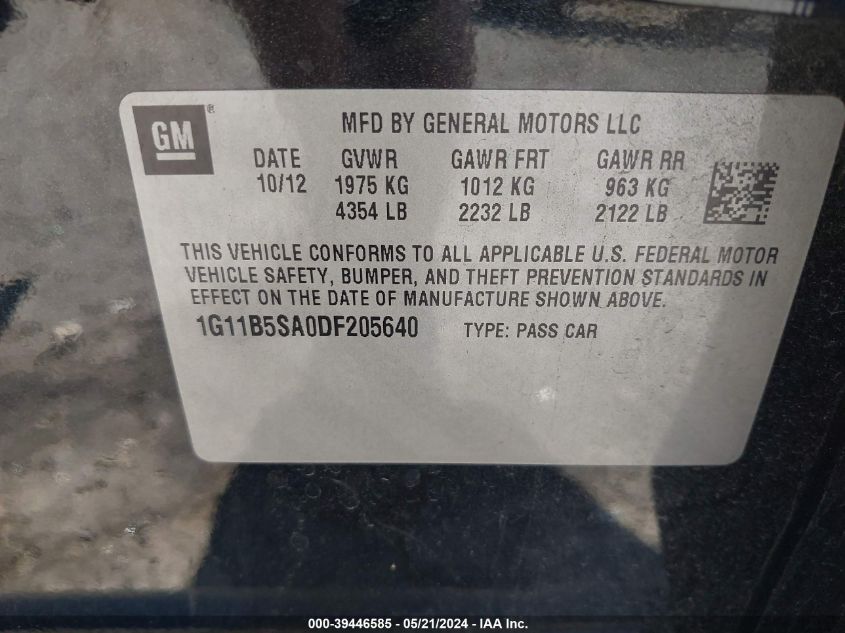 GM ®
MFD BY GENERAL MOTORS LLC
DATE GVWR GAWR FRT GAWR RR
10/12 1975 KG 1012 KG 963 KG
4354 LB 2232 LB 2122 LB
THIS VEHICLE CONFORMS TO ALL APPLICABLE U.S. FEDERAL MOTOR
VEHICLE SAFETY, BUMPER, AND THEFT PREVENTION STANDARDS IN
EFFECT ON THE DATE OF MANUFACTURE SHOWN ABOVE.
1G11B5SA0DF205640 TYPE: PASS CAR
000-39446585 / 05/21/2024 - IAA Inc.